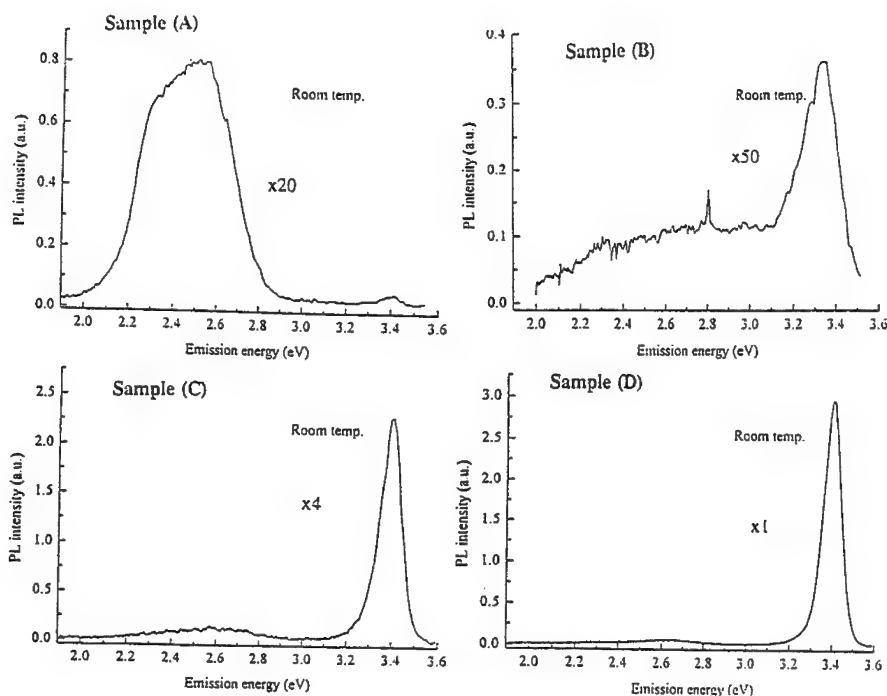 Sample (A)
PL intensity (a.u.)
0.8
0.6
0.4
0.2
0.0
Room temp.
x20
2.0 2.2 2.4 2.6 2.8 3.0 3.2 3.4 3.6
Emission energy (eV)
Sample (B)
PL intensity (a.u.)
0.4
0.3
0.2
0.1
0.0
Room temp.
x50
2.0 2.2 2.4 2.6 2.8 3.0 3.2 3.4 3.6
Emission energy (eV)
Sample (C)
PL intensity (a.u.)
2.5
2.0
1.5
1.0
0.5
0.0
Room temp.
x4
2.0 2.2 2.4 2.6 2.8 3.0 3.2 3.4 3.6
Emission energy (eV)
Sample (D)
PL intensity (a.u.)
3.0
2.5
2.0
1.5
1.0
0.5
0.0
Room temp.
x1
2.0 2.2 2.4 2.6 2.8 3.0 3.2 3.4 3.6
Emission energy (eV)